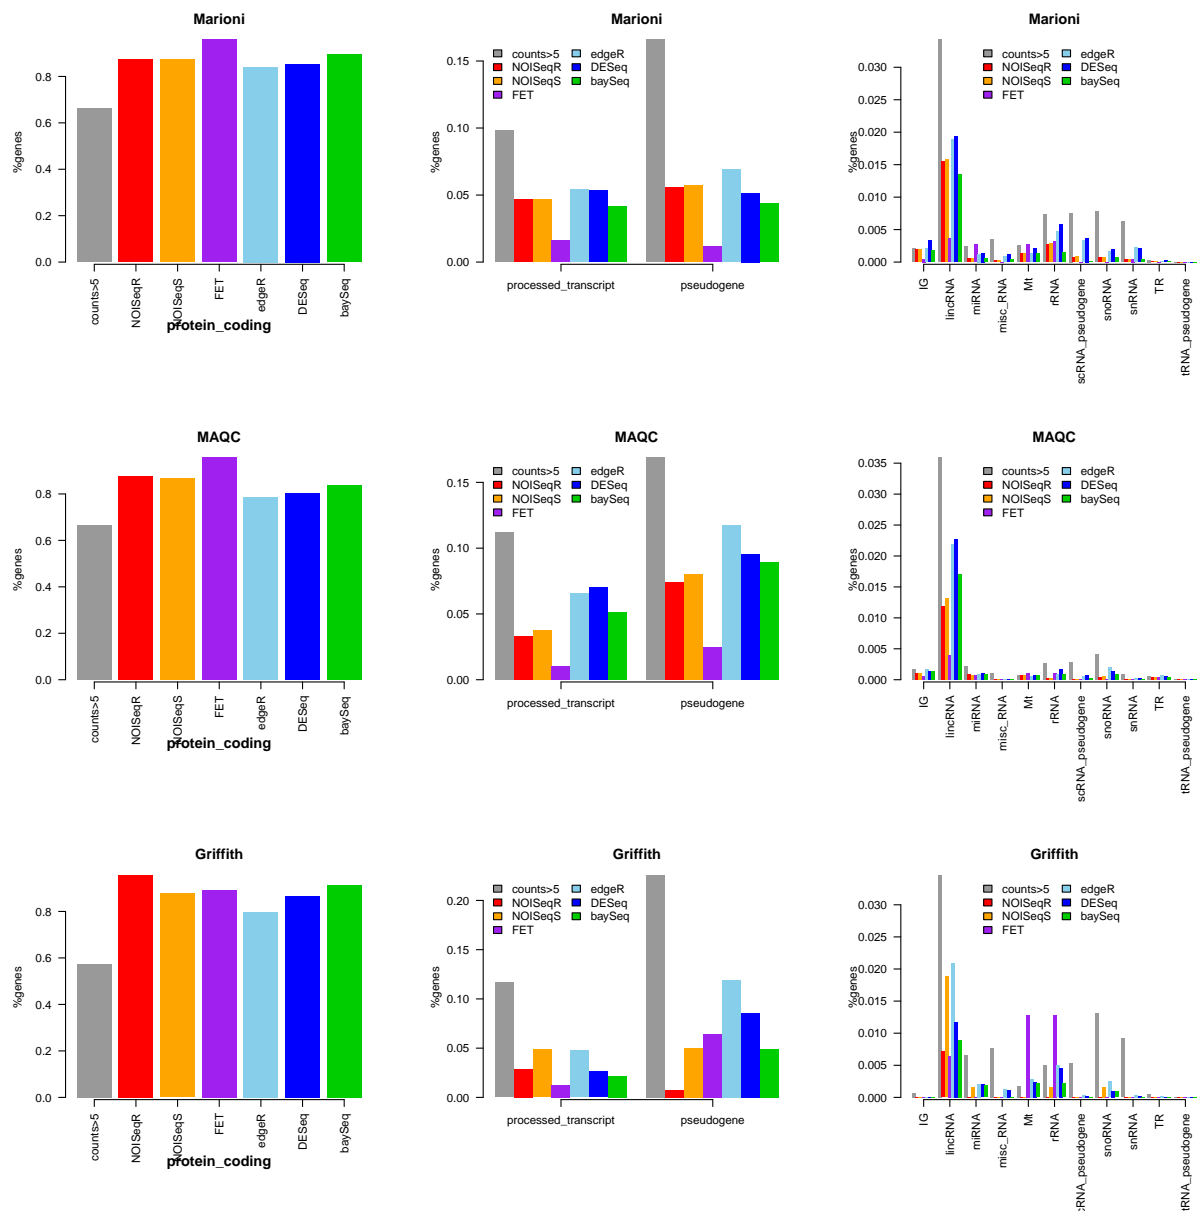 Marioni
%genes
0.8
0.6
0.4
0.2
0.0
counts>5
NOISeqR
NOISeqS
FET
edgeR
DESeq
baySeq
protein_coding
Marioni
%genes
0.15
0.10
0.05
0.00
counts>5
NOISeqR
NOISeqS
FET
edgeR
DESeq
baySeq
processed_transcript
pseudogene
Marioni
%genes
0.030
0.025
0.020
0.015
0.010
0.005
0.000
counts>5
NOISeqR
NOISeqS
FET
edgeR
DESeq
baySeq
IG
lincRNA
miRNA
misc_RNA
Mt
rRNA
scRNA_pseudogene
snoRNA
snRNA
TR
tRNA_pseudogene
MAQC
%genes
0.8
0.6
0.4
0.2
0.0
counts>5
NOISeqR
NOISeqS
FET
edgeR
DESeq
baySeq
protein_coding
MAQC
%genes
0.15
0.10
0.05
0.00
counts>5
NOISeqR
NOISeqS
FET
edgeR
DESeq
baySeq
processed_transcript
pseudogene
MAQC
%genes
0.035
0.030
0.025
0.020
0.015
0.010
0.005
0.000
counts>5
NOISeqR
NOISeqS
FET
edgeR
DESeq
baySeq
IG
lincRNA
miRNA
misc_RNA
Mt
rRNA
scRNA_pseudogene
snoRNA
snRNA
TR
tRNA_pseudogene
Griffith
%genes
0.8
0.6
0.4
0.2
0.0
counts>5
NOISeqR
NOISeqS
FET
edgeR
DESeq
baySeq
protein_coding
Griffith
%genes
0.20
0.15
0.10
0.05
0.00
counts>5
NOISeqR
NOISeqS
FET
edgeR
DESeq
baySeq
processed_transcript
pseudogene
Griffith
%genes
0.030
0.025
0.020
0.015
0.010
0.005
0.000
counts>5
NOISeqR
NOISeqS
FET
edgeR
DESeq
baySeq
IG
lincRNA
miRNA
misc_RNA
Mt
rRNA
cRNA_pseudogene
snoRNA
snRNA
TR
tRNA_pseudogene